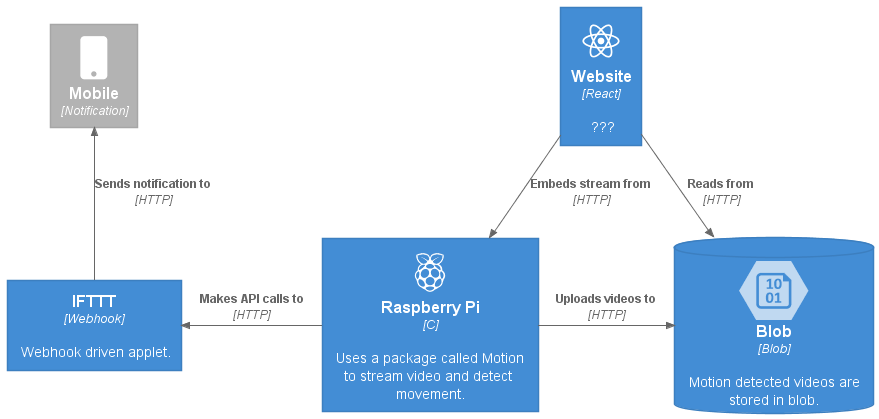 Mobile
[Notification]
Website
[React]
???
Sends notification to
[HTTP]
Embeds stream from
[HTTP]
Reads from
[HTTP]
IFTTT
[Webhook]
Webhook driven applet.
Makes API calls to
[HTTP]
Raspberry Pi
[C]
Uses a package called Motion
to stream video and detect
movement.
Uploads videos to
[HTTP]
10
01
Blob
[Blob]
Motion detected videos are
stored in blob.